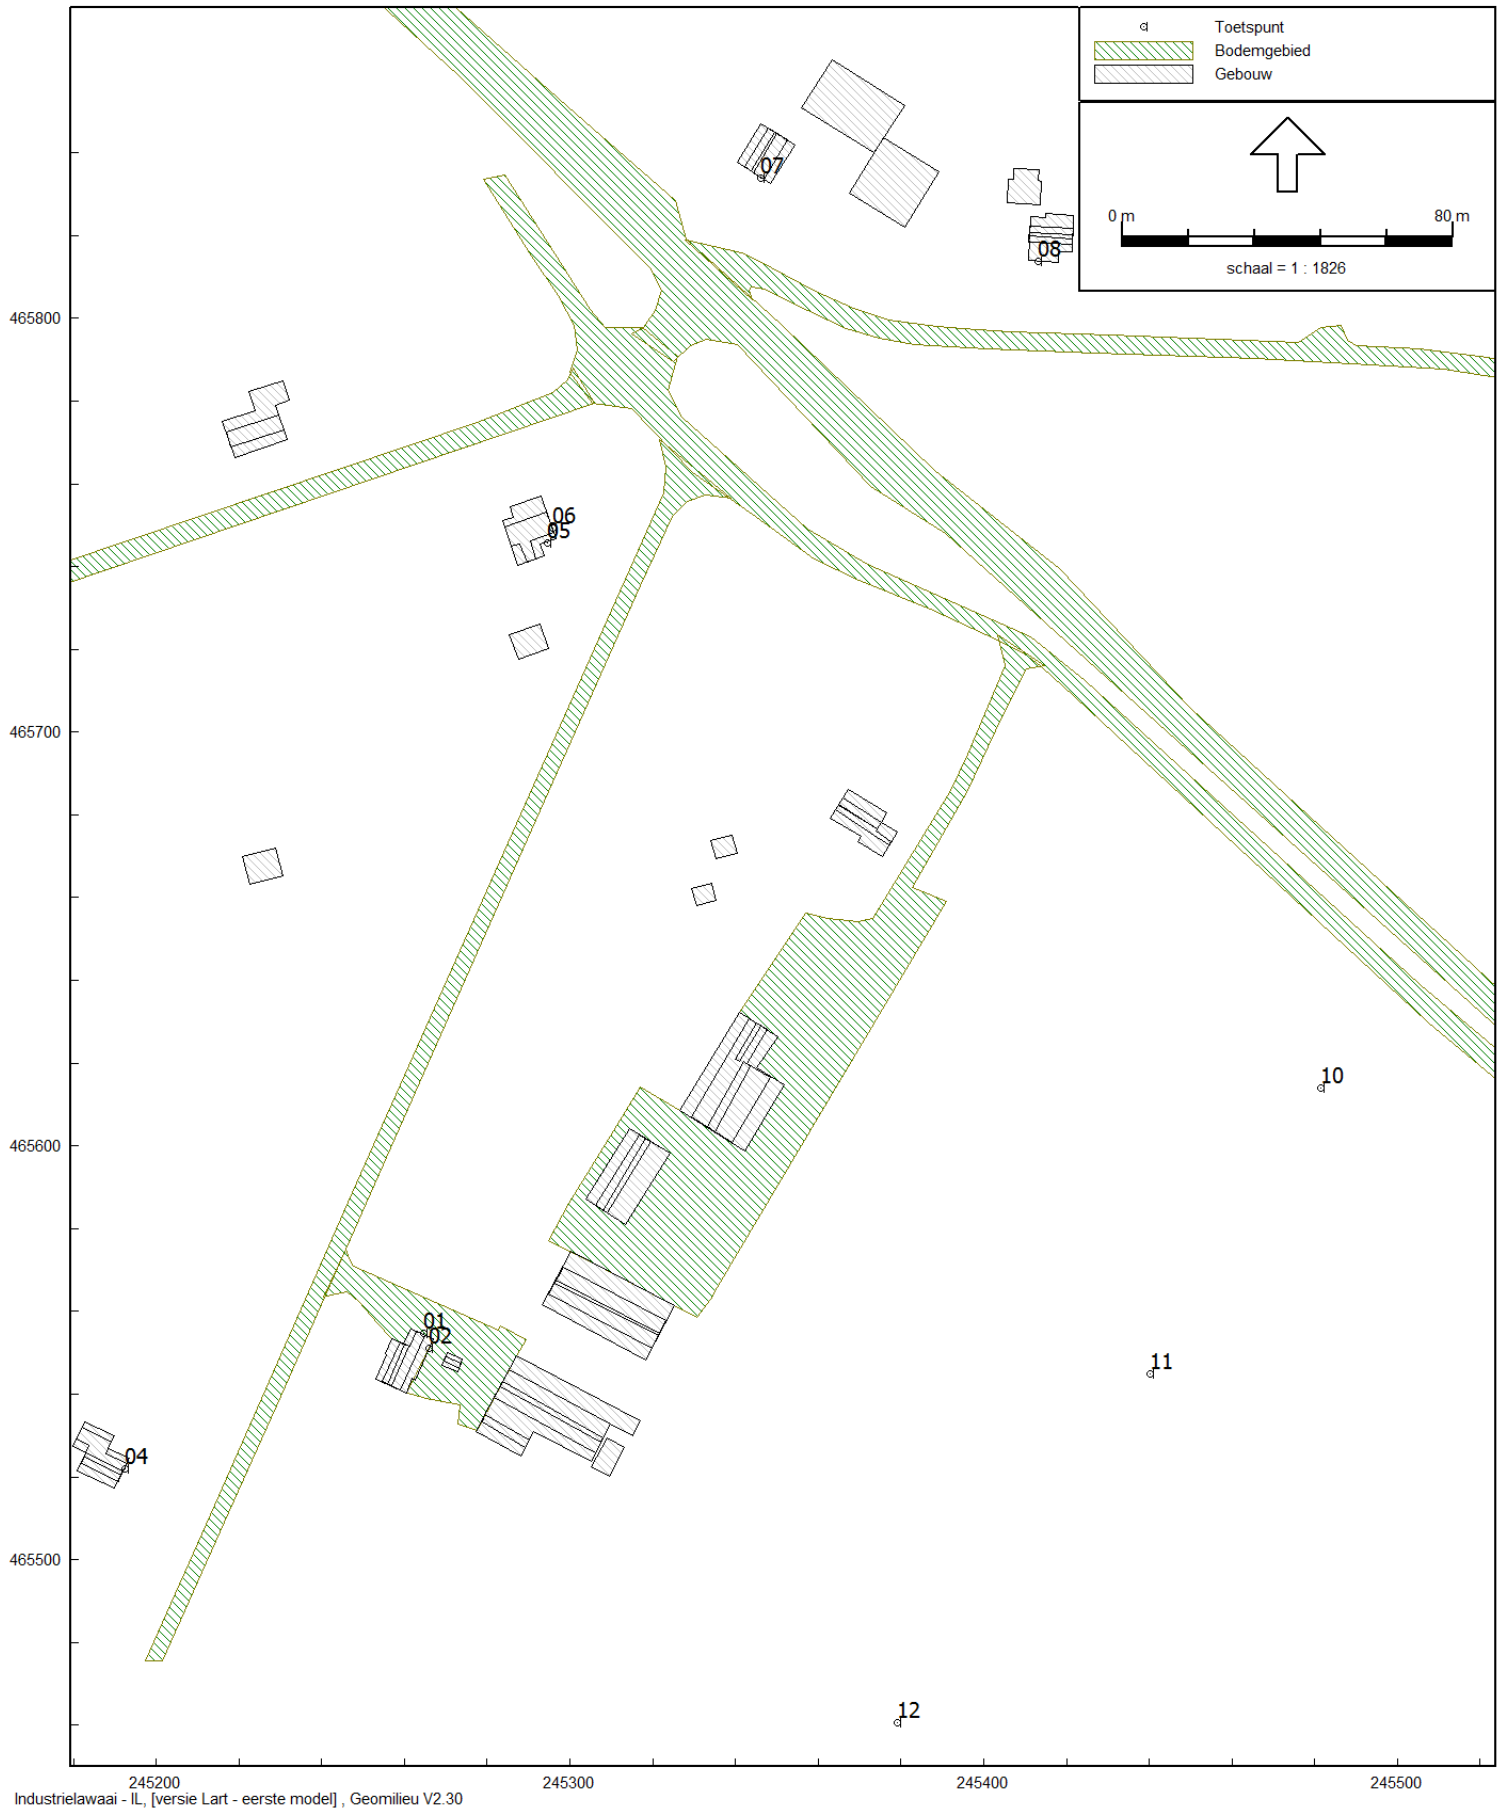 Toetspunt
Bodemgebied
Gebouw
0 m 80 m
schaal = 1 : 1826
07
08
465800
06
05
465700
10
465600
01
02
11
04
465500
12
245200 245300 245400 245500
Industrielawaai - IL, [versie Lart - eerste model] , Geomilieu V2.30